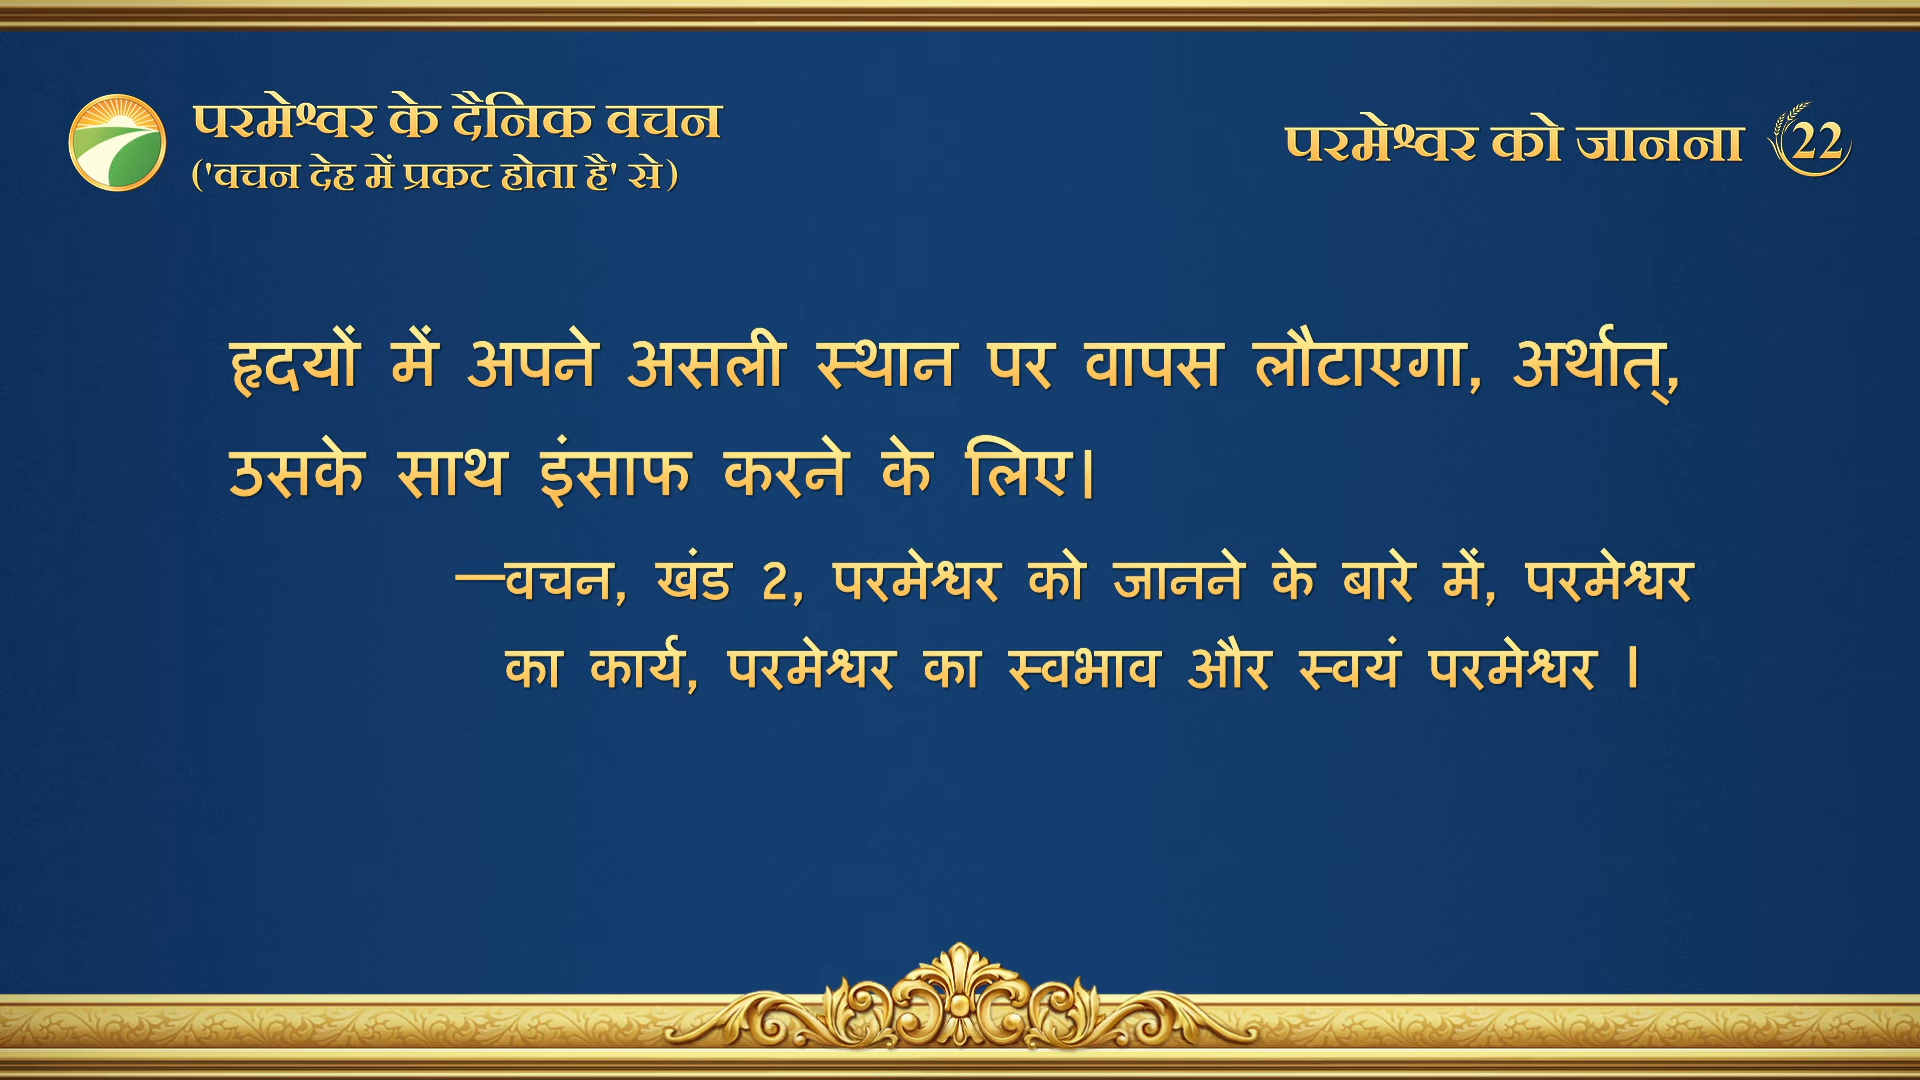 परमेश्वर के दैनिक वचन
('वचन देह में प्रकट होता है' से)
परमेश्वर को जानना 22
हृदयों में अपने असली स्थान पर वापस लौटाएगा, अर्थात्,
उसके साथ इंसाफ करने के लिए।
—वचन, खंड 2, परमेश्वर को जानने के बारे में, परमेश्वर
का कार्य, परमेश्वर का स्वभाव और स्वयं परमेश्वर ।